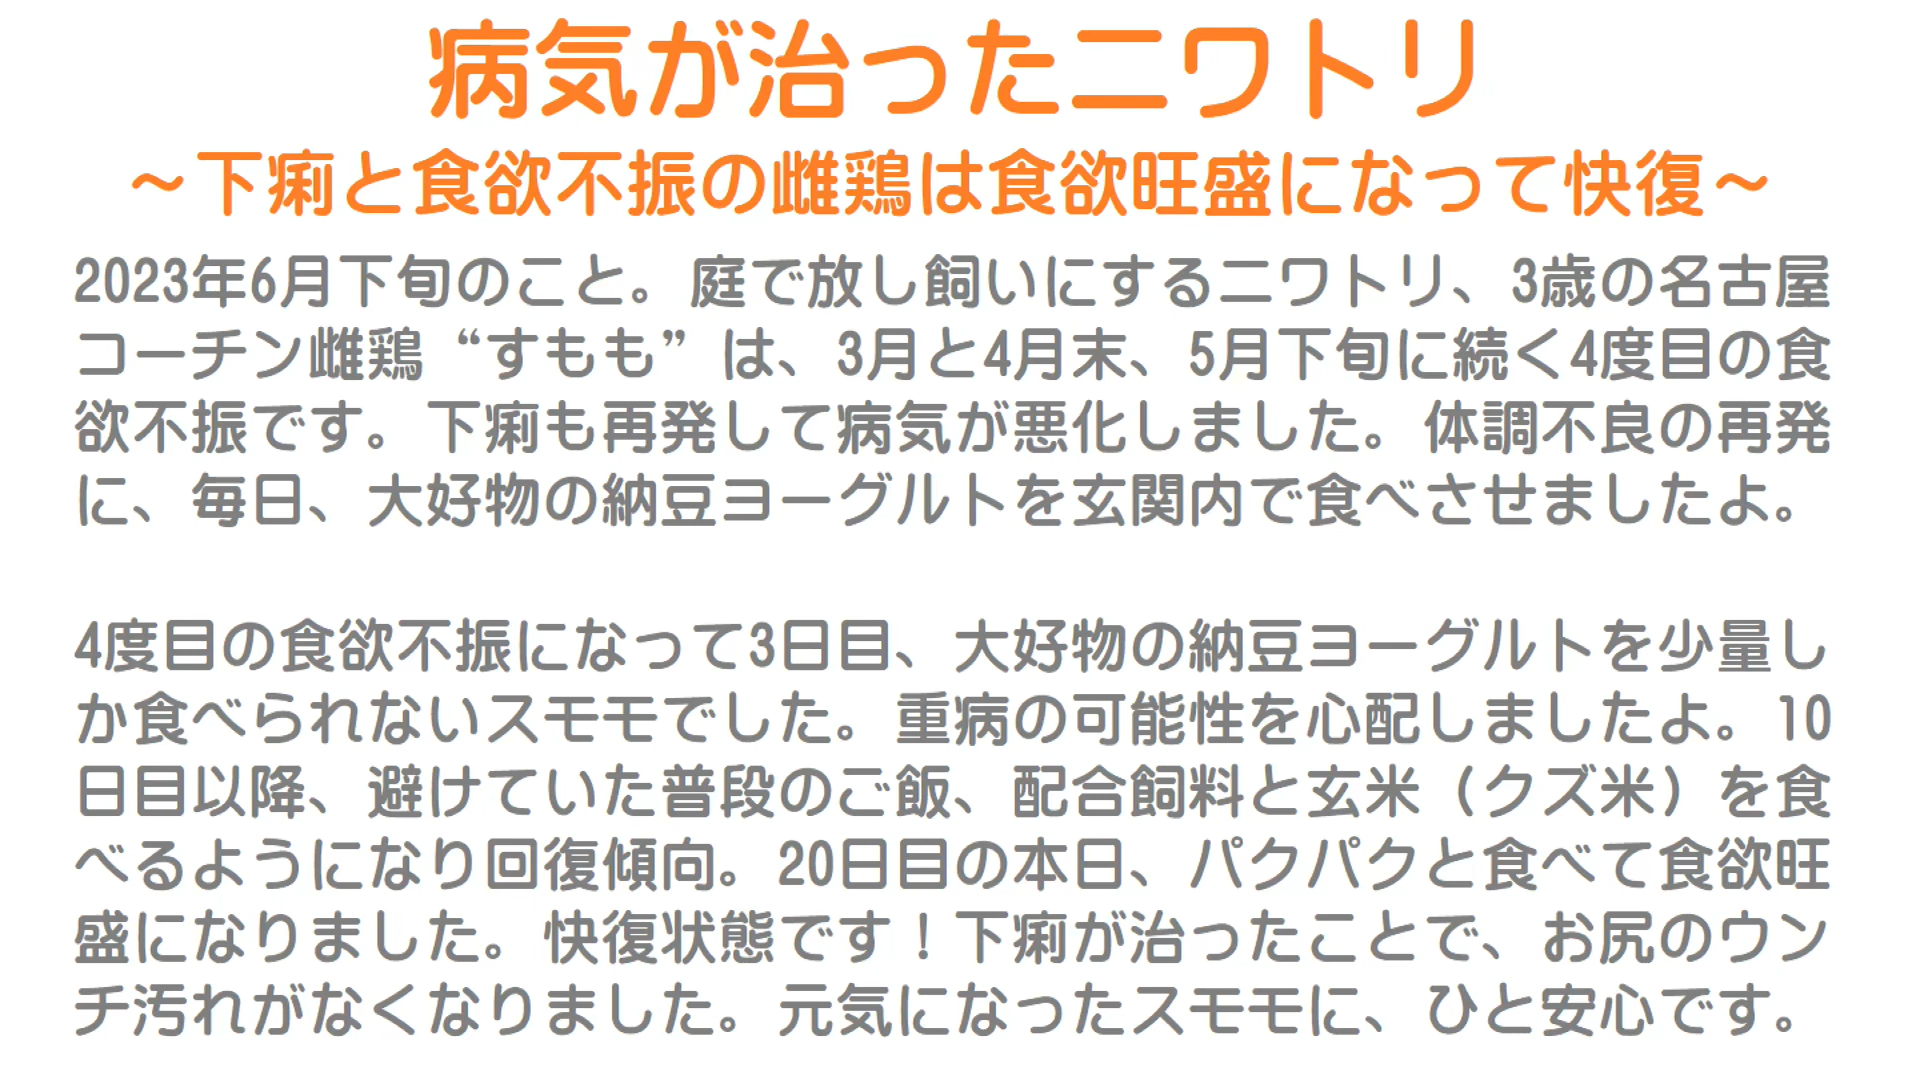 病気が治ったニワトリ
～下痢と食欲不振の雌鶏は食欲旺盛になって快復～
2023年6月下旬のこと。庭で放し飼いにするニワトリ、3歳の名古屋
コーチン雌鶏“すもも”は、3月と4月末、5月下旬に続く4度目の食
欲不振です。下痢も再発して病気が悪化しました。体調不良の再発
に、毎日、大好物の納豆ヨーグルトを玄関内で食べさせましたよ。
4度目の食欲不振になって3日目、大好物の納豆ヨーグルトを少量し
か食べられないスモモでした。重病の可能性を心配しましたよ。10
日目以降、避けていた普段のご飯、配合飼料と玄米（クズ米）を食
べるようになり回復傾向。20日目の本日、パクパクと食べて食欲旺
盛になりました。快復状態です！下痢が治ったことで、お尻のウン
チ汚れがなくなりました。元気になったスモモに、ひと安心です。